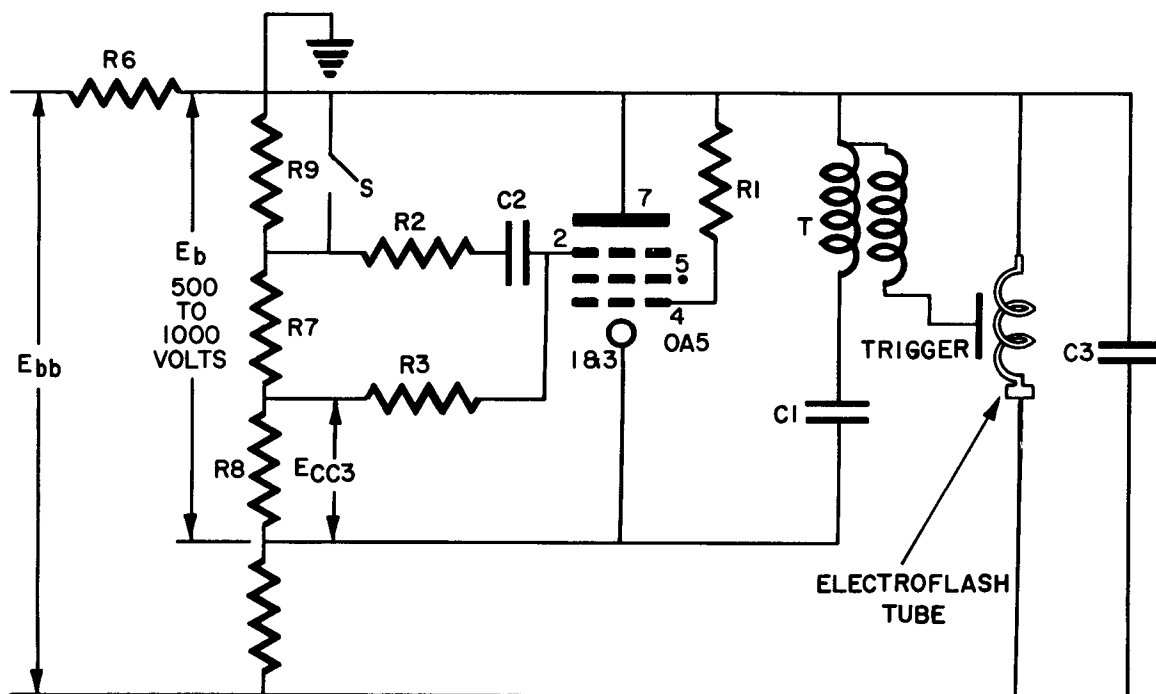 R6
R9
S
C2
R2
7
R1
2
5
4
OA5
1&3
T
Eb
500
TO
1000
VOLTS
R7
Ebb
R3
TRIGGER
C3
C1
R8
ECC3
ELECTROFLASH
TUBE